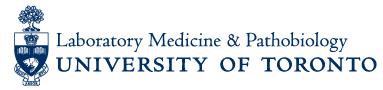 Laboratory Medicine & Pathobiology
UNIVERSITY OF TORONTO